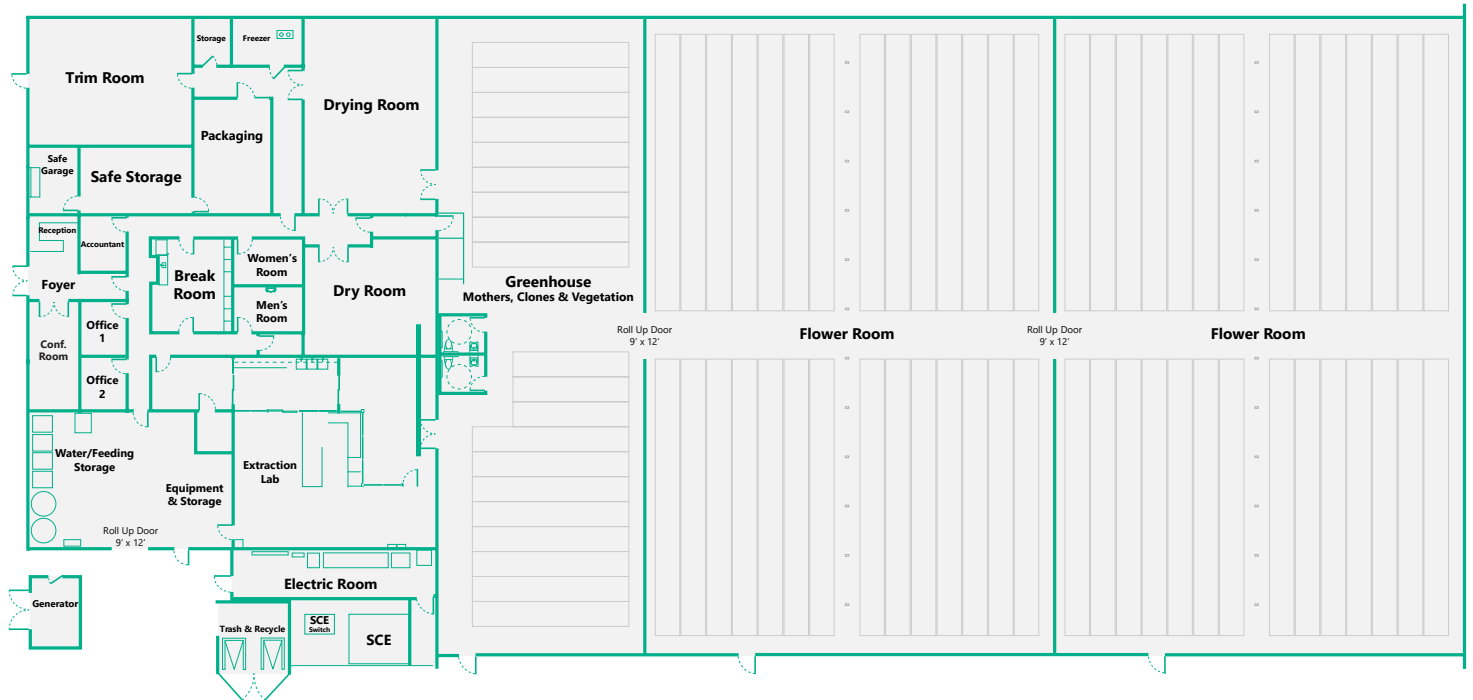 Storage
Freezer
Trim Room
Drying Room
Packaging
Safe
Garage
Safe Storage
Reception
Accountant
Women's
Room
Break
Room
Dry Room
Foyer
Men's
Room
Greenhouse
Mothers, Clones & Vegetation
Office
1
Conf.
Room
Office
2
Roll Up Door
9' x 12'
Flower Room
Roll Up Door
9' x 12'
Flower Room
Water/Feeding
Storage
Extraction
Lab
Equipment
& Storage
Roll Up Door
9' x 12'
Electric Room
Generator
Trash & Recycle
SCE
Switch
SCE